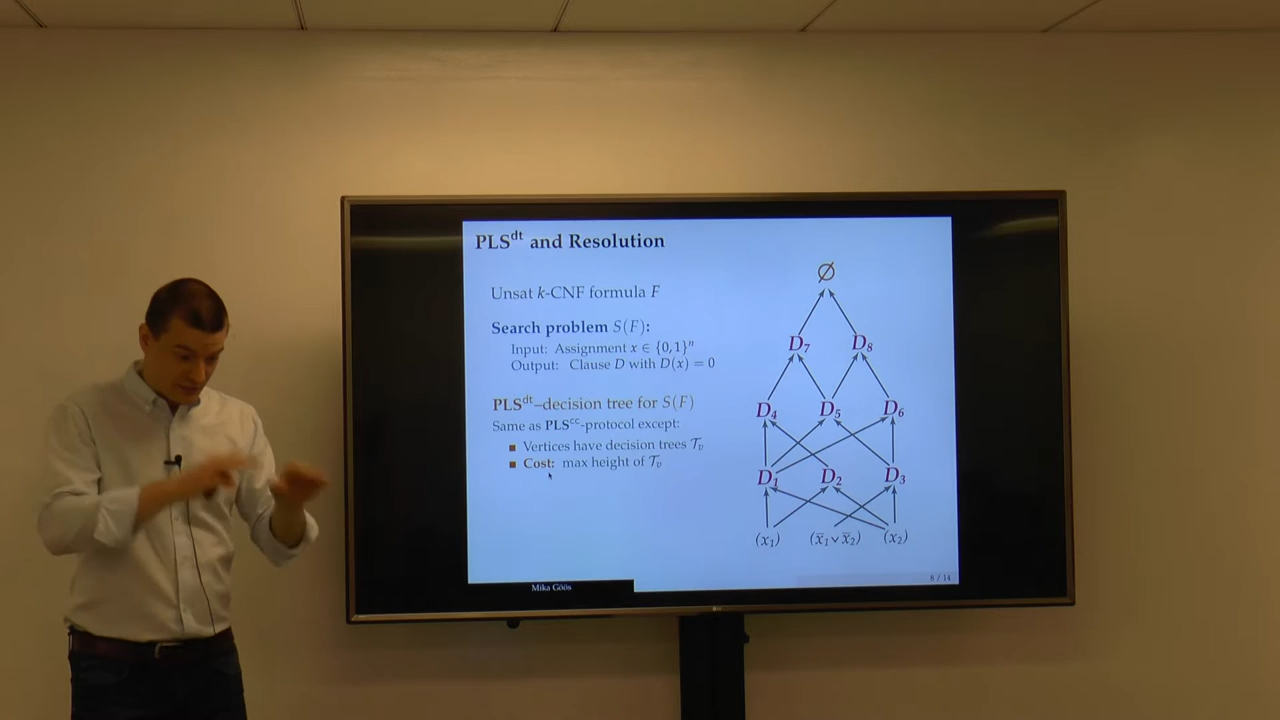 PLS^dt and Resolution
Unsat k-CNF formula F
Search problem S(F):
Input: Assignment x ∈ {0,1}^n
Output: Clause D with D(x) = 0
PLS^dt–decision tree for S(F)
Same as PLS^cc-protocol except:
■ Vertices have decision trees 𝒯_v
■ Cost: max height of 𝒯_v
∅
D₇ D₈
D₄ D₅ D₆
D₁ D₂ D₃
(x₁) (x̄₁ ∨ x̄₂) (x₂)
Mika Göös
8 / 14